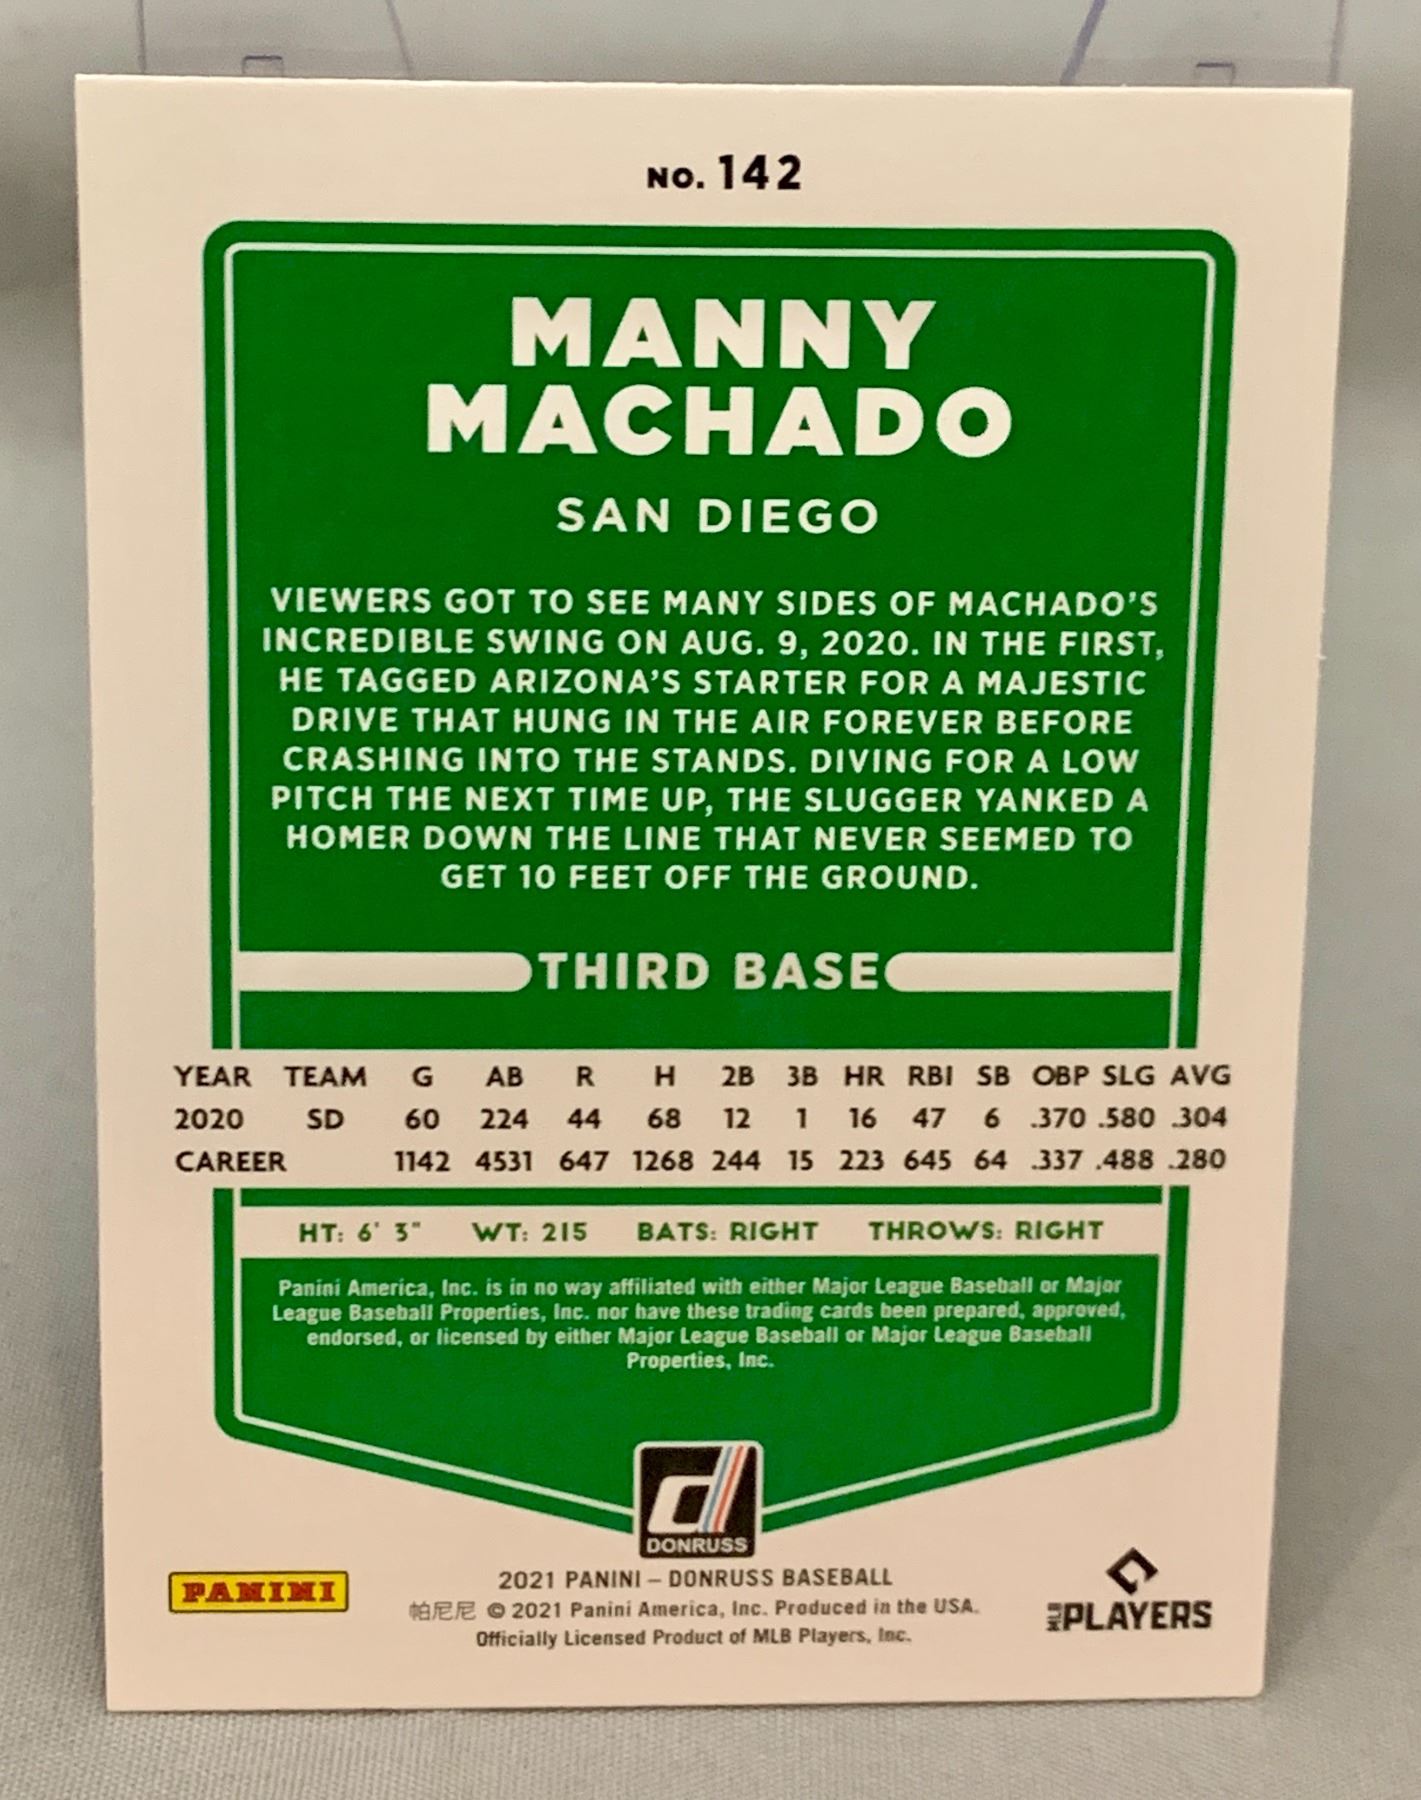 NO. 142
MANNY
MACHADO
SAN DIEGO
VIEWERS GOT TO SEE MANY SIDES OF MACHADO'S
INCREDIBLE SWING ON AUG. 9, 2020. IN THE FIRST,
HE TAGGED ARIZONA'S STARTER FOR A MAJESTIC
DRIVE THAT HUNG IN THE AIR FOREVER BEFORE
CRASHING INTO THE STANDS. DIVING FOR A LOW
PITCH THE NEXT TIME UP, THE SLUGGER YANKED A
HOMER DOWN THE LINE THAT NEVER SEEMED TO
GET 10 FEET OFF THE GROUND.
THIRD BASE
YEAR TEAM G AB R H 2B 3B HR RBI SB OBP SLG AVG
2020 SD 60 224 44 68 12 1 16 47 6 .370 .580 .304
CAREER 1142 4531 647 1268 244 15 223 645 64 .337 .488 .280
HT: 6' 3" WT: 215 BATS: RIGHT THROWS: RIGHT
Panini America, Inc. is in no way affiliated with either Major League Baseball or Major
League Baseball Properties, Inc. nor have these trading cards been prepared, approved,
endorsed, or licensed by either Major League Baseball or Major League Baseball
Properties, Inc.
d
DONRUSS
PANINI
2021 PANINI – DONRUSS BASEBALL
帕尼尼 © 2021 Panini America, Inc. Produced in the USA.
Officially Licensed Product of MLB Players, Inc.
MLB PLAYERS